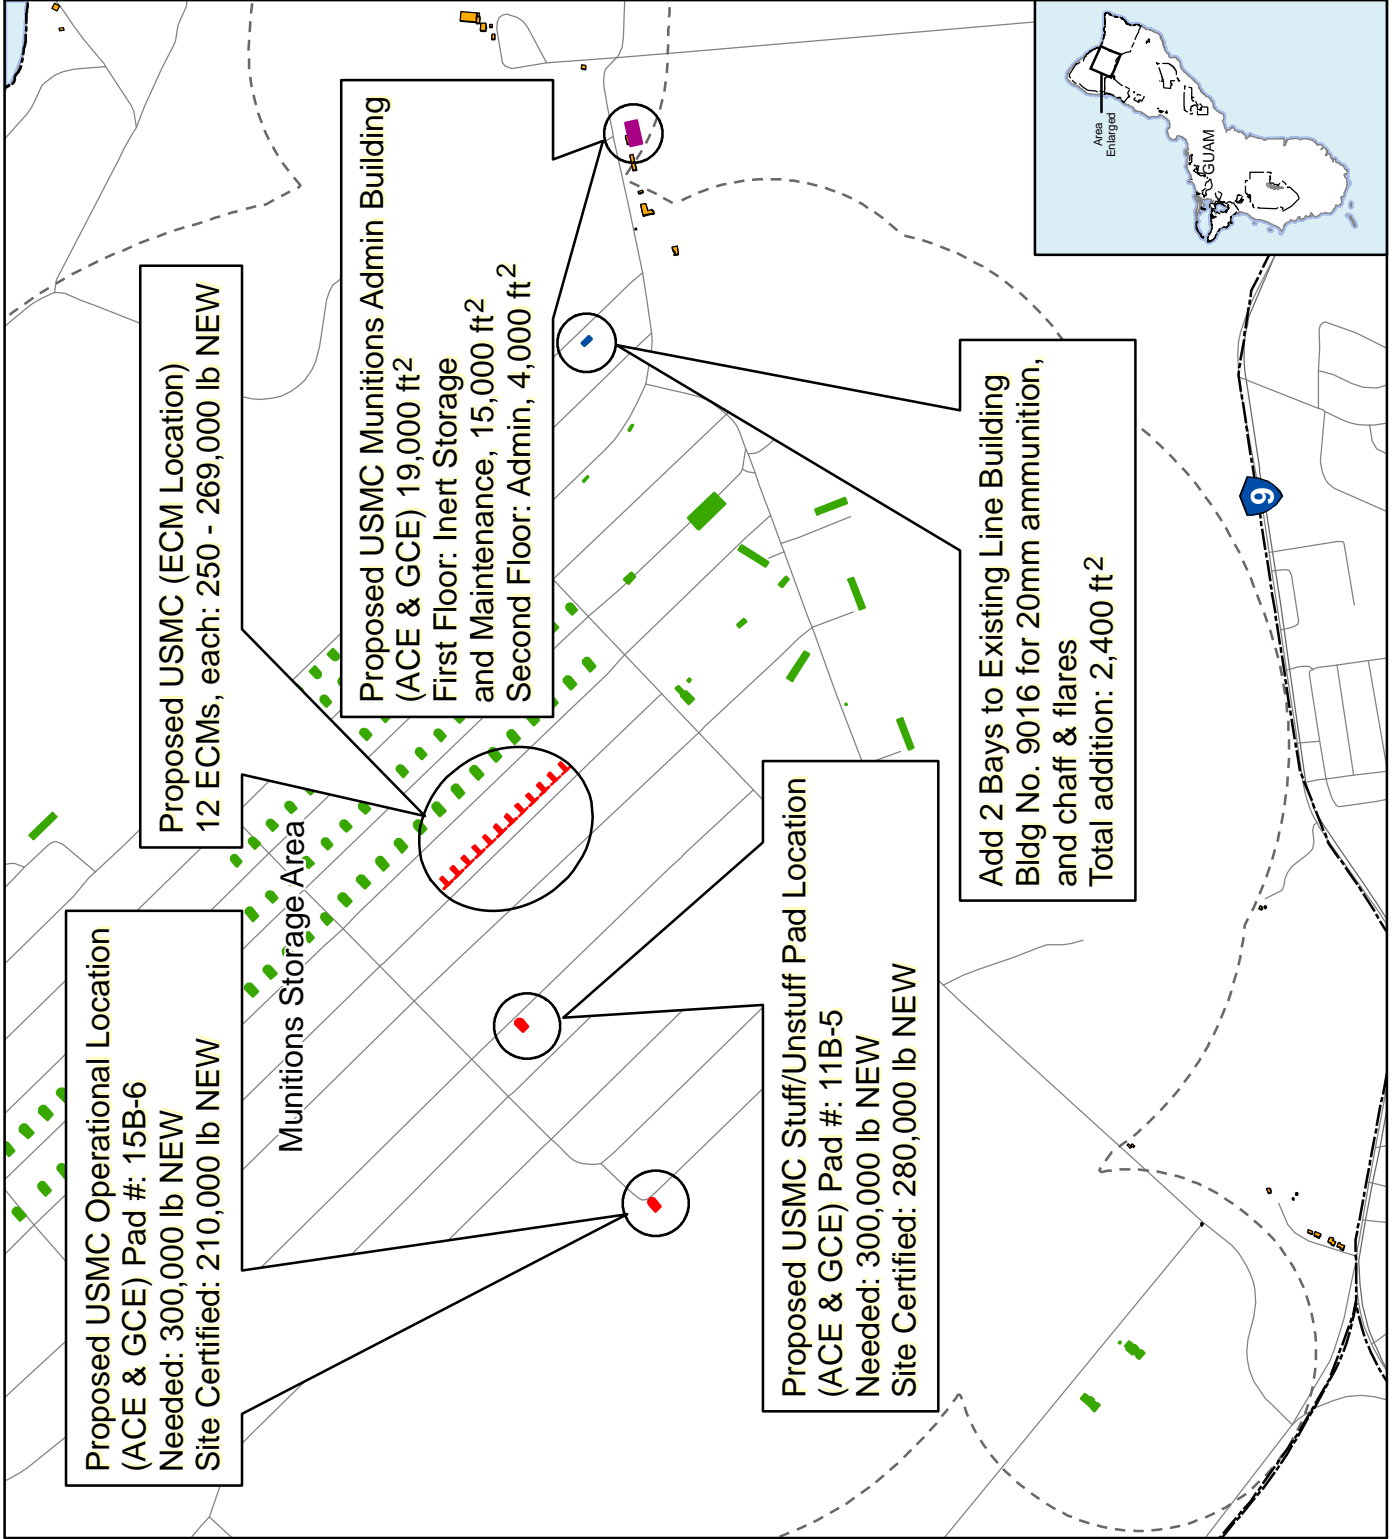 Proposed USMC Operational Location
(ACE & GCE) Pad #: 15B-6
Needed: 300,000 lb NEW
Site Certified: 210,000 lb NEW
Proposed USMC (ECM Location)
12 ECMs, each: 250 - 269,000 lb NEW
Munitions Storage Area
Proposed USMC Munitions Admin Building
(ACE & GCE) 19,000 ft2
First Floor: Inert Storage
and Maintenance, 15,000 ft2
Second Floor: Admin, 4,000 ft2
Proposed USMC Stuff/Unstuff Pad Location
(ACE & GCE) Pad #: 11B-5
Needed: 300,000 lb NEW
Site Certified: 280,000 lb NEW
Add 2 Bays to Existing Line Building
Bldg No. 9016 for 20mm ammunition,
and chaff & flares
Total addition: 2,400 ft2
9
Area
Enlarged
GUAM